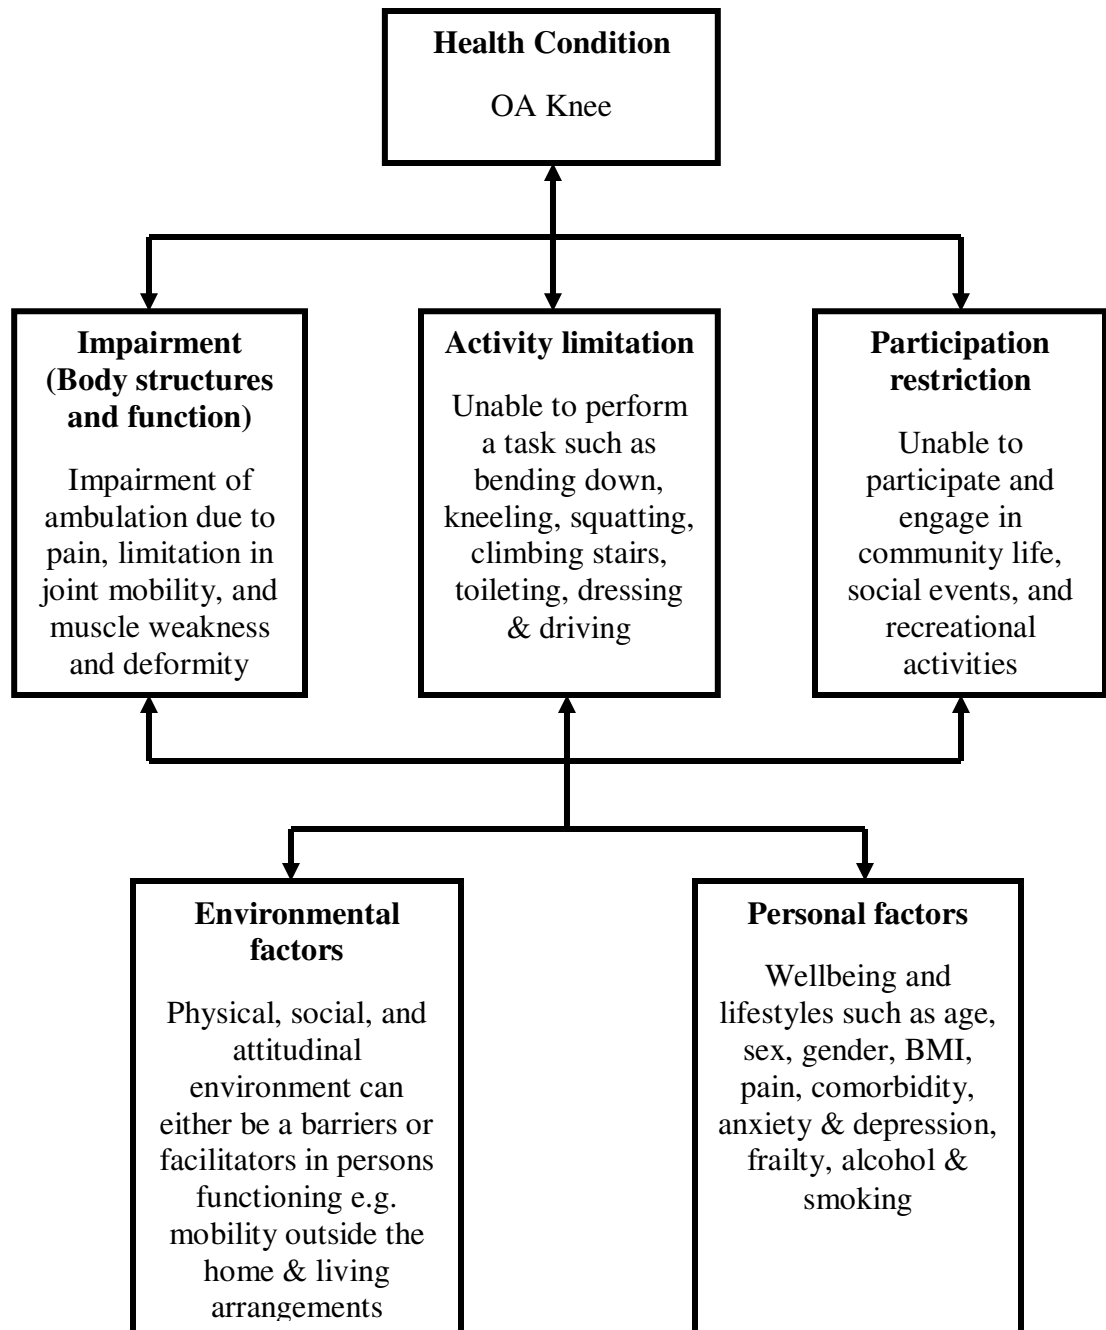 Health Condition
OA Knee
Impairment
(Body structures
and function)
Impairment of
ambulation due to
pain, limitation in
joint mobility, and
muscle weakness
and deformity
Activity limitation
Unable to perform
a task such as
bending down,
kneeling, squatting,
climbing stairs,
toileting, dressing
& driving
Participation
restriction
Unable to
participate and
engage in
community life,
social events, and
recreational
activities
Environmental
factors
Physical, social, and
attitudinal
environment can
either be a barriers or
facilitators in persons
functioning e.g.
mobility outside the
home & living
arrangements
Personal factors
Wellbeing and
lifestyles such as age,
sex, gender, BMI,
pain, comorbidity,
anxiety & depression,
frailty, alcohol &
smoking